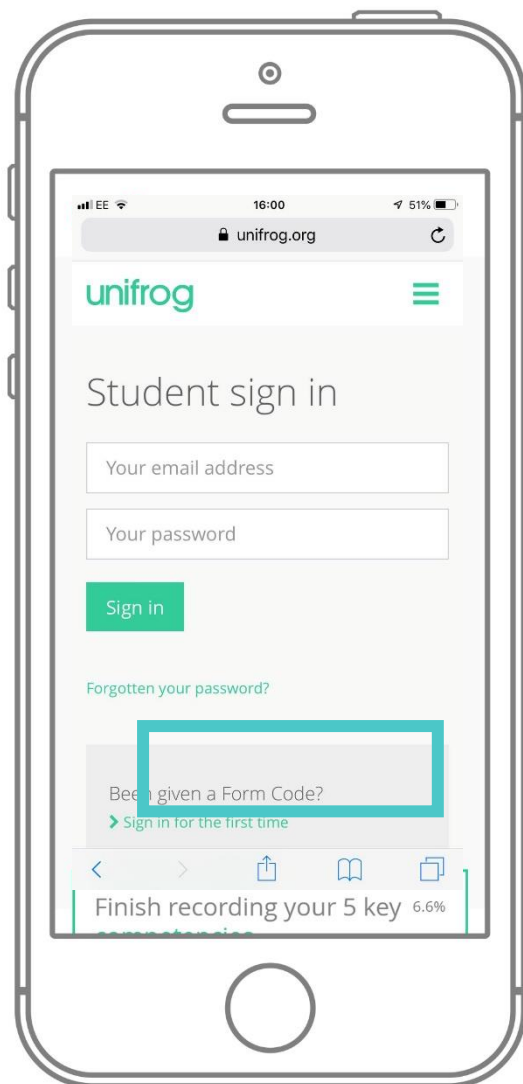 EE 16:00 51%
unifrog.org
unifrog
Student sign in
Your email address
Your password
Sign in
Forgotten your password?
Been given a Form Code?
Sign in for the first time
Finish recording your 5 key 6.6%
competencies